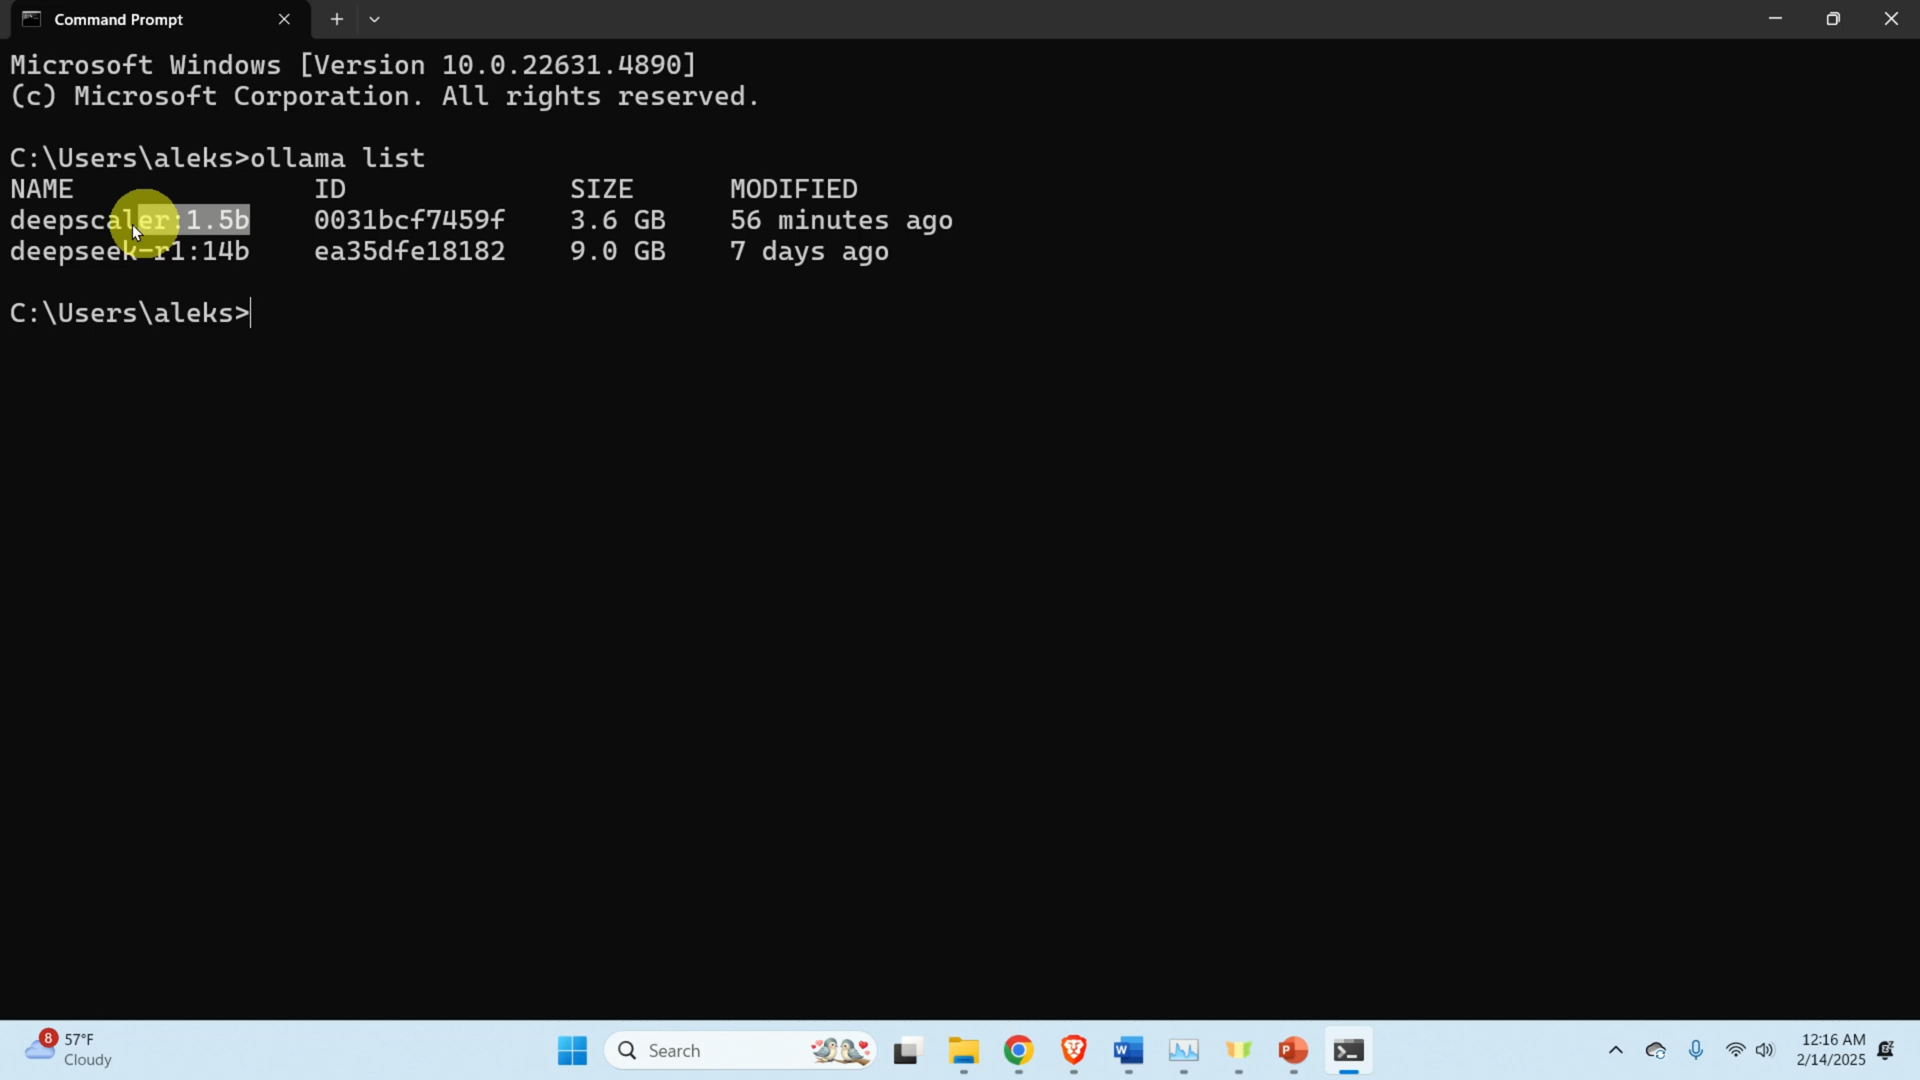 Command Prompt
Microsoft Windows [Version 10.0.22631.4890]
(c) Microsoft Corporation. All rights reserved.
C:\Users\aleks>ollama list
NAME ID SIZE MODIFIED
deepscaler:1.5b 0031bcf7459f 3.6 GB 56 minutes ago
deepseek-r1:14b ea35dfe18182 9.0 GB 7 days ago
C:\Users\aleks>
8 57°F
Cloudy
Search
W
P
12:16 AM
2/14/2025